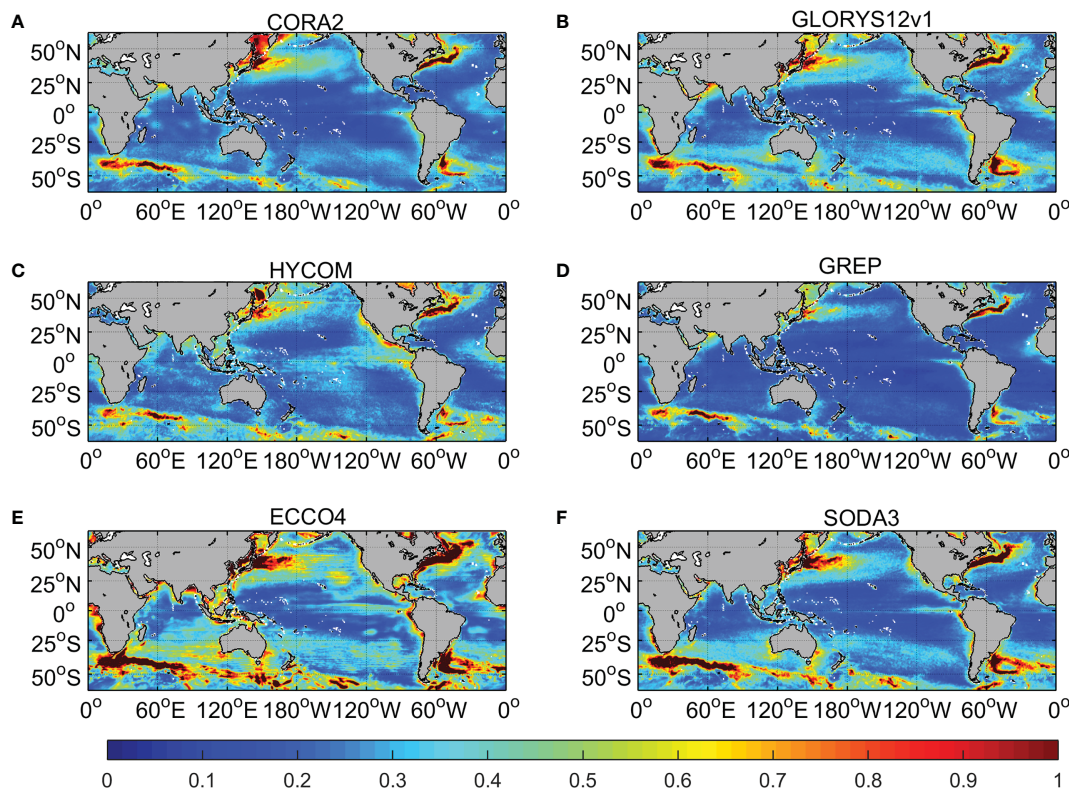 A CORA2
50°N
25°N
0°
25°S
50°S
0° 60°E 120°E 180°W 120°W 60°W 0°
B GLORYS12v1
50°N
25°N
0°
25°S
50°S
0° 60°E 120°E 180°W 120°W 60°W 0°
C HYCOM
50°N
25°N
0°
25°S
50°S
0° 60°E 120°E 180°W 120°W 60°W 0°
D GREP
50°N
25°N
0°
25°S
50°S
0° 60°E 120°E 180°W 120°W 60°W 0°
E ECCO4
50°N
25°N
0°
25°S
50°S
0° 60°E 120°E 180°W 120°W 60°W 0°
F SODA3
50°N
25°N
0°
25°S
50°S
0° 60°E 120°E 180°W 120°W 60°W 0°
0 0.1 0.2 0.3 0.4 0.5 0.6 0.7 0.8 0.9 1